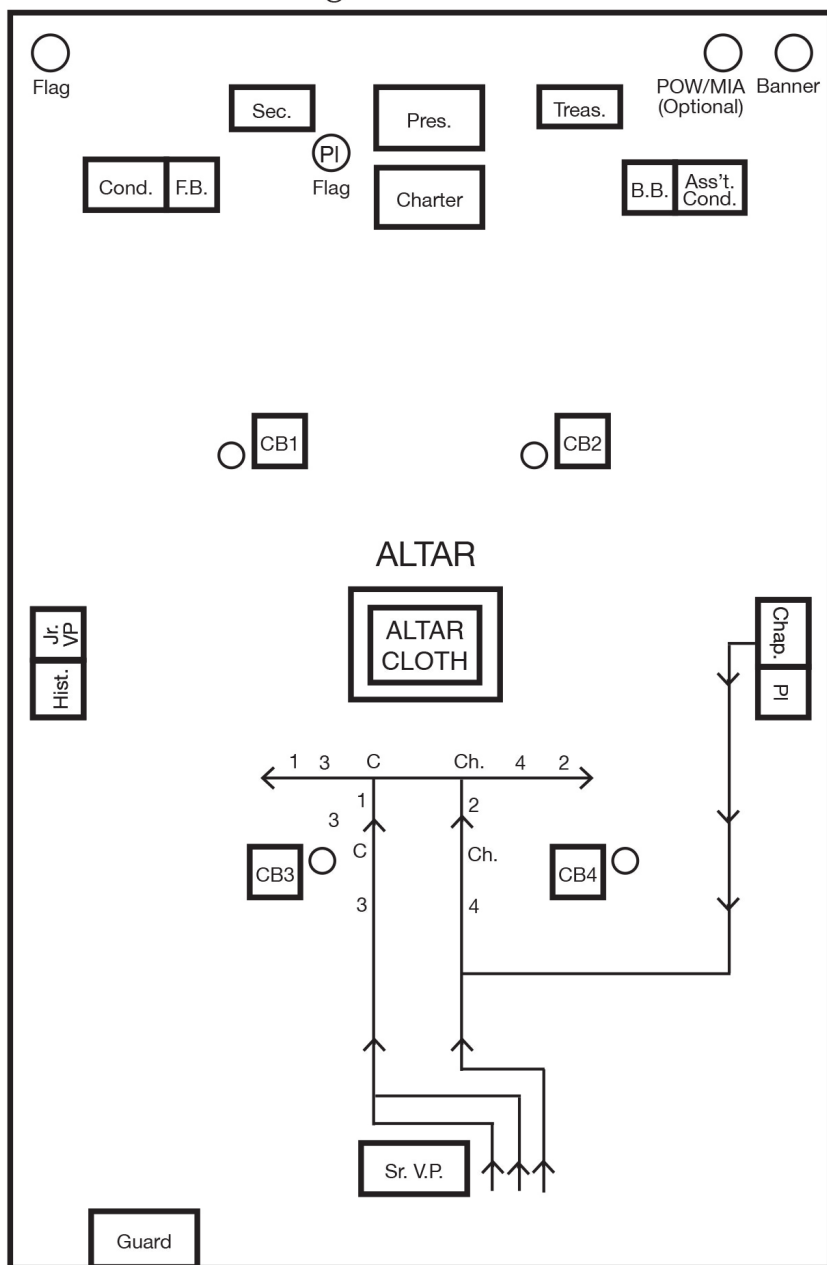 Flag
POW/MIA
(Optional)
Banner
Sec.
Pres.
Treas.
PI
Flag
Cond.
F.B.
Charter
B.B.
Ass't.
Cond.
CB1
CB2
ALTAR
ALTAR
CLOTH
Jr.
VP
Hist.
Chap.
PI
1 3 C Ch. 4 2
1 2
3
C Ch.
CB3
CB4
3 4
Sr. V.P.
Guard